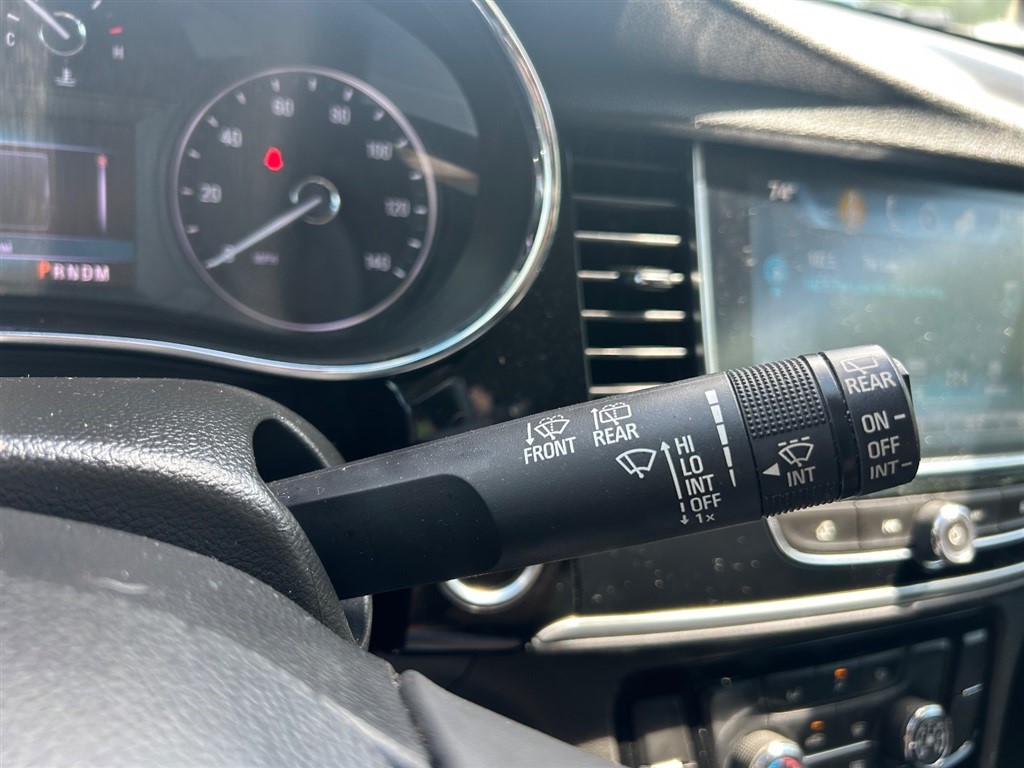 C
H
20
40
60
80
100
120
140
MPH
PRNDM
74°
FRONT
REAR
HI
LO
INT
OFF
1x
INT
REAR
ON
OFF
INT